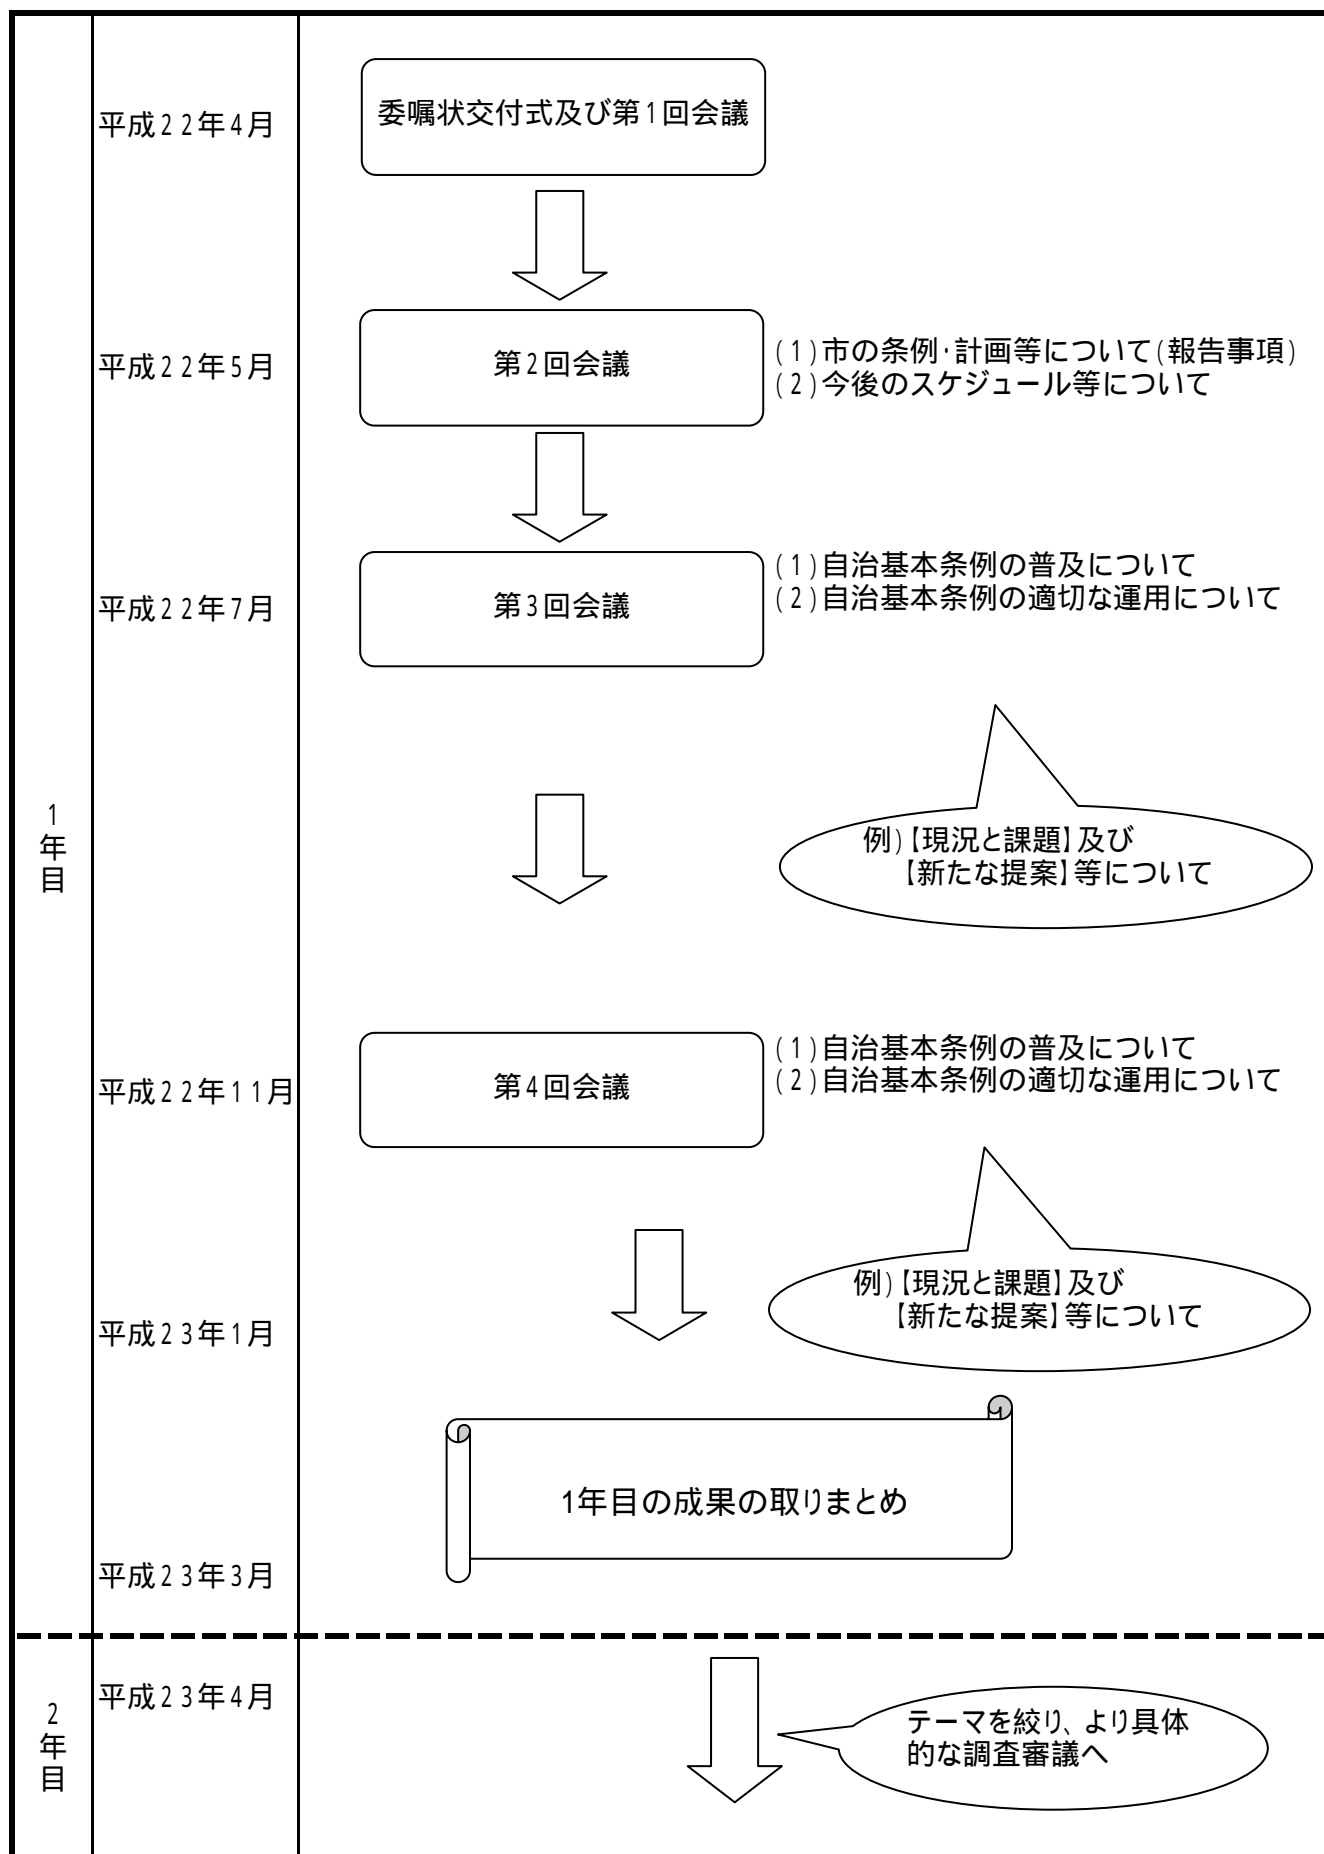 1年目
平成22年4月
委嘱状交付式及び第1回会議
平成22年5月
第2回会議
(1)市の条例・計画等について(報告事項)
(2)今後のスケジュール等について
平成22年7月
第3回会議
(1)自治基本条例の普及について
(2)自治基本条例の適切な運用について
例)【現況と課題】及び
【新たな提案】等について
平成22年11月
第4回会議
(1)自治基本条例の普及について
(2)自治基本条例の適切な運用について
例)【現況と課題】及び
【新たな提案】等について
平成23年1月
1年目の成果の取りまとめ
平成23年3月
2年目
平成23年4月
テーマを絞り、より具体
的な調査審議へ